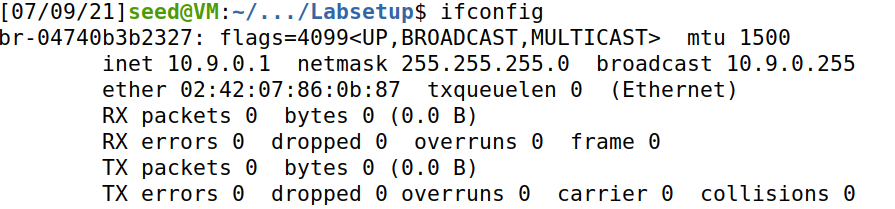 [07/09/21]seed@VM:~/.../Labsetup$ ifconfig
br-04740b3b2327: flags=4099<UP,BROADCAST,MULTICAST>  mtu 1500
        inet 10.9.0.1  netmask 255.255.255.0  broadcast 10.9.0.255
        ether 02:42:07:86:0b:87  txqueuelen 0  (Ethernet)
        RX packets 0  bytes 0 (0.0 B)
        RX errors 0  dropped 0  overruns 0  frame 0
        TX packets 0  bytes 0 (0.0 B)
        TX errors 0  dropped 0 overruns 0  carrier 0  collisions 0